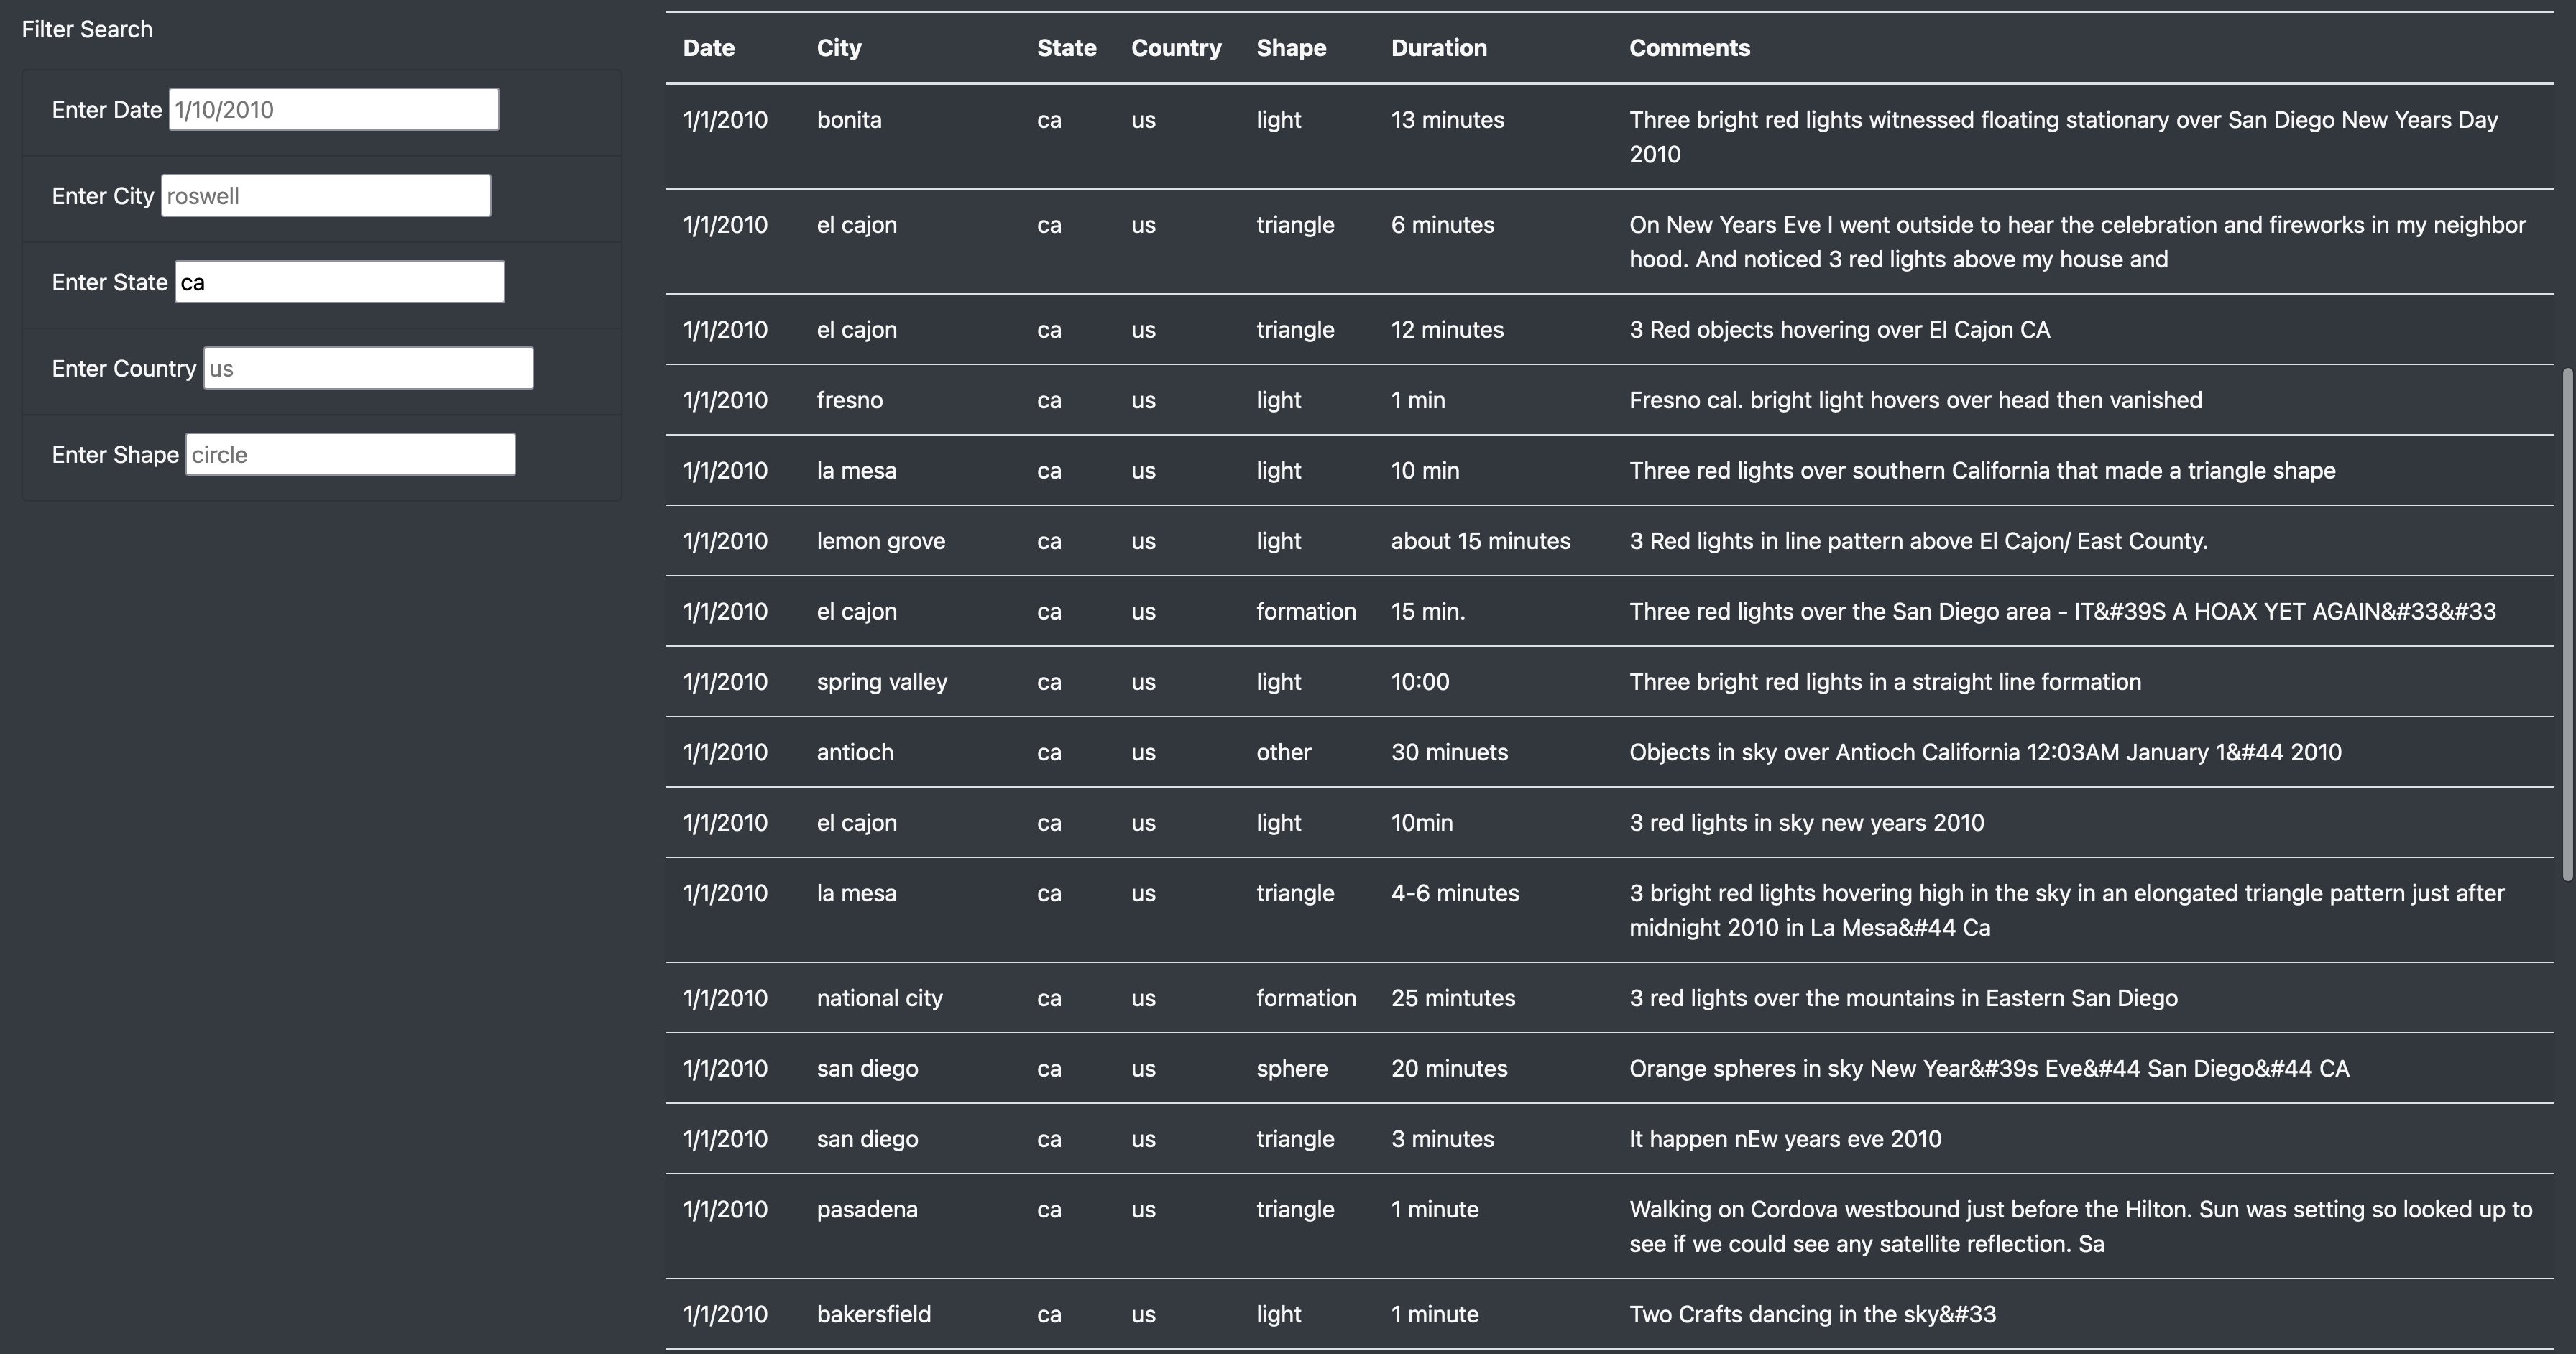 Filter Search
Enter Date 1/10/2010
Enter City roswell
Enter State ca
Enter Country us
Enter Shape circle
Date City State Country Shape Duration Comments
1/1/2010 bonita ca us light 13 minutes Three bright red lights witnessed floating stationary over San Diego New Years Day
2010
1/1/2010 el cajon ca us triangle 6 minutes On New Years Eve I went outside to hear the celebration and fireworks in my neighbor
hood. And noticed 3 red lights above my house and
1/1/2010 el cajon ca us triangle 12 minutes 3 Red objects hovering over El Cajon CA
1/1/2010 fresno ca us light 1 min Fresno cal. bright light hovers over head then vanished
1/1/2010 la mesa ca us light 10 min Three red lights over southern California that made a triangle shape
1/1/2010 lemon grove ca us light about 15 minutes 3 Red lights in line pattern above El Cajon/ East County.
1/1/2010 el cajon ca us formation 15 min. Three red lights over the San Diego area - IT&#39S A HOAX YET AGAIN&#33&#33
1/1/2010 spring valley ca us light 10:00 Three bright red lights in a straight line formation
1/1/2010 antioch ca us other 30 minuets Objects in sky over Antioch California 12:03AM January 1&#44 2010
1/1/2010 el cajon ca us light 10min 3 red lights in sky new years 2010
1/1/2010 la mesa ca us triangle 4-6 minutes 3 bright red lights hovering high in the sky in an elongated triangle pattern just after
midnight 2010 in La Mesa&#44 Ca
1/1/2010 national city ca us formation 25 mintutes 3 red lights over the mountains in Eastern San Diego
1/1/2010 san diego ca us sphere 20 minutes Orange spheres in sky New Year&#39s Eve&#44 San Diego&#44 CA
1/1/2010 san diego ca us triangle 3 minutes It happen nEw years eve 2010
1/1/2010 pasadena ca us triangle 1 minute Walking on Cordova westbound just before the Hilton. Sun was setting so looked up to
see if we could see any satellite reflection. Sa
1/1/2010 bakersfield ca us light 1 minute Two Crafts dancing in the sky&#33